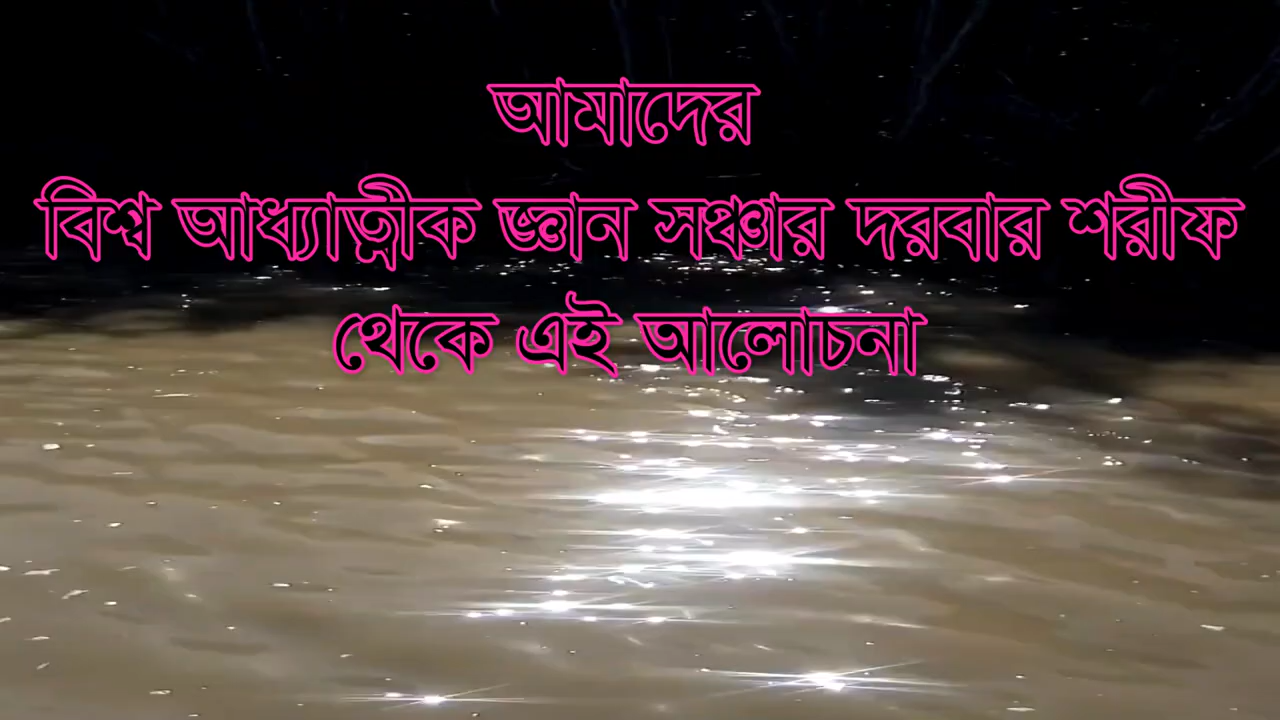 আমাদের
বিশ্ব আধ্যাত্নীক জ্ঞান সঞ্চার দরবার শরীফ
থেকে এই আলোচনা